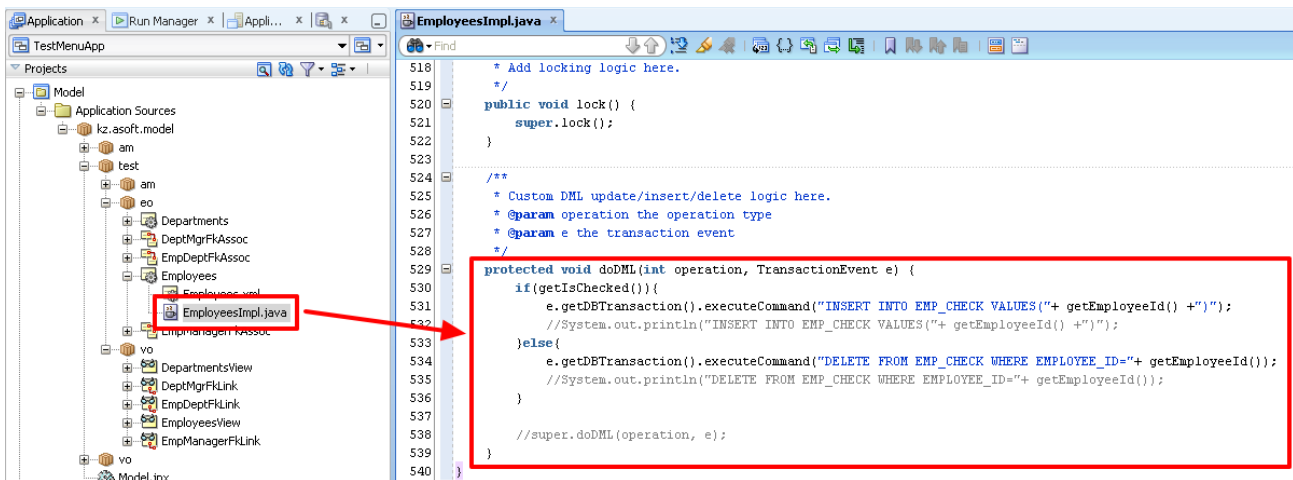 Application x Run Manager x Appli... x x
TestMenuApp
Projects
Model
Application Sources
kz.asoft.model
am
test
am
eo
Departments
DeptMgrFkAssoc
EmpDeptFkAssoc
Employees
Employees.xml
EmployeesImpl.java
EmpManagerFkAssoc
vo
DepartmentsView
DeptMgrFkLink
EmpDeptFkLink
EmployeesView
EmpManagerFkLink
vo
Model.jpx
EmployeesImpl.java x
Find
518 * Add locking logic here.
519 */
520 public void lock() {
521 super.lock();
522 }
523
524 /**
525 * Custom DML update/insert/delete logic here.
526 * @param operation the operation type
527 * @param e the transaction event
528 */
529 protected void doDML(int operation, TransactionEvent e) {
530 if(getIsChecked()){
531 e.getDBTransaction().executeCommand("INSERT INTO EMP_CHECK VALUES("+ getEmployeeId() +")");
532 //System.out.println("INSERT INTO EMP_CHECK VALUES("+ getEmployeeId() +")");
533 }else{
534 e.getDBTransaction().executeCommand("DELETE FROM EMP_CHECK WHERE EMPLOYEE_ID="+ getEmployeeId());
535 //System.out.println("DELETE FROM EMP_CHECK WHERE EMPLOYEE_ID="+ getEmployeeId());
536 }
537
538 //super.doDML(operation, e);
539 }
540 }